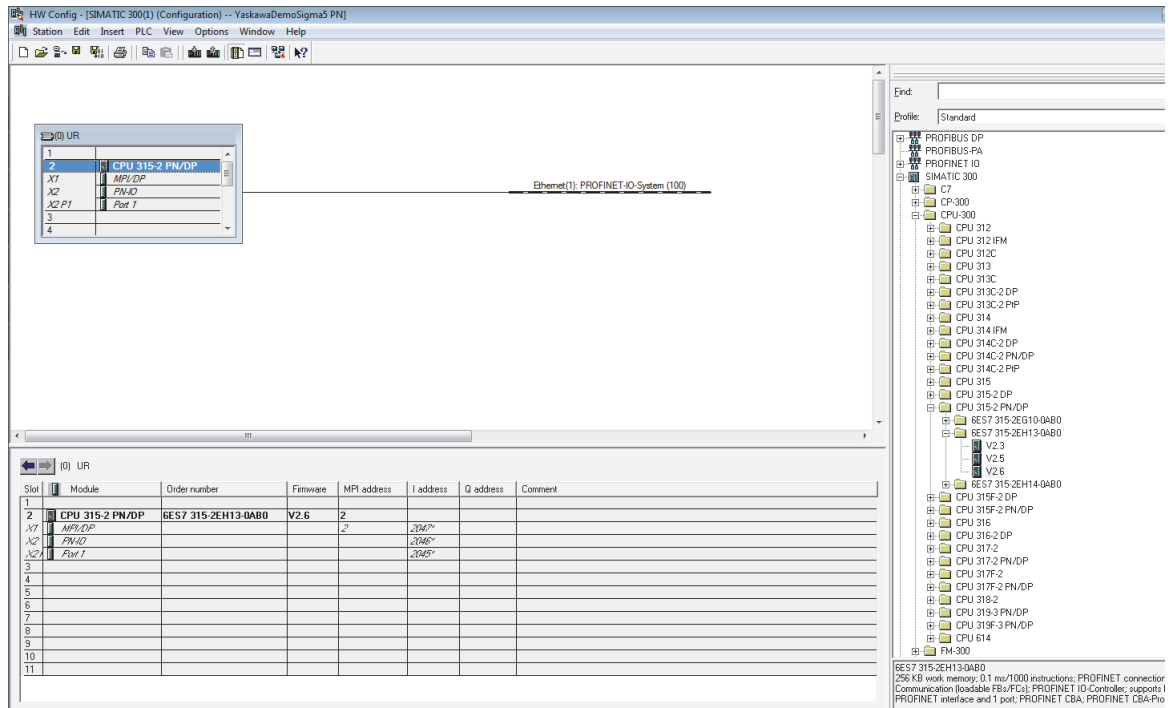 HW Config - [SIMATIC 300(1) (Configuration) -- YaskawaDemoSigma5 PN]
Station Edit Insert PLC View Options Window Help
(0) UR
1
2 CPU 315-2 PN/DP
X1 MPI/DP
X2 PN-IO
X2 P1 Port 1
3
4
Ethernet(1): PROFINET-IO-System (100)
Find:
Profile: Standard
PROFIBUS DP
PROFIBUS-PA
PROFINET IO
SIMATIC 300
C7
CP-300
CPU-300
CPU 312
CPU 312 IFM
CPU 312C
CPU 313
CPU 313C
CPU 313C-2 DP
CPU 313C-2 PtP
CPU 314
CPU 314 IFM
CPU 314C-2 DP
CPU 314C-2 PN/DP
CPU 314C-2 PtP
CPU 315
CPU 315-2 DP
CPU 315-2 PN/DP
6ES7 315-2EG10-0AB0
6ES7 315-2EH13-0AB0
V2.3
V2.5
V2.6
6ES7 315-2EH14-0AB0
CPU 315F-2 DP
CPU 315F-2 PN/DP
CPU 316
CPU 316-2 DP
CPU 317-2
CPU 317-2 PN/DP
CPU 317F-2
CPU 317F-2 PN/DP
CPU 318-2
CPU 319-3 PN/DP
CPU 319F-3 PN/DP
CPU 614
FM-300
6ES7 315-2EH13-0AB0
256 KB work memory; 0.1 ms/1000 instructions; PROFINET connection
Communication (loadable FBs/FCs); PROFINET IO-Controller; supports
PROFINET interface and 1 port; PROFINET CBA; PROFINET CBA-Pro
(0) UR
Slot Module Order number Firmware MPI address I address Q address Comment
1
2 CPU 315-2 PN/DP 6ES7 315-2EH13-0AB0 V2.6 2
X1 MPI/DP 2 2047*
X2 PN-IO 2046*
X2 Port 1 2045*
3
4
5
6
7
8
9
10
11